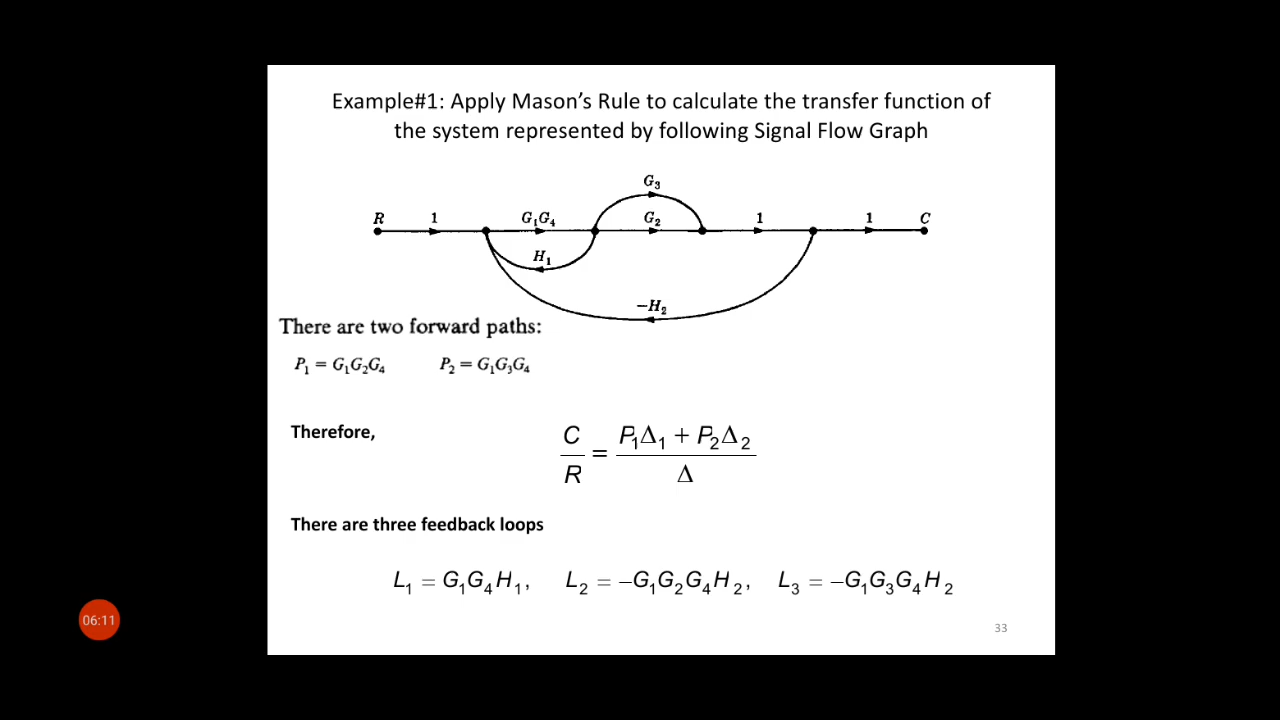 Example#1: Apply Mason’s Rule to calculate the transfer function of
the system represented by following Signal Flow Graph
G₃
R 1 G₁G₄ G₂ 1 1 C
H₁
−H₂
There are two forward paths:
P₁ = G₁G₂G₄ P₂ = G₁G₃G₄
Therefore,
C/R = (P₁Δ₁ + P₂Δ₂)/Δ
There are three feedback loops
L₁ = G₁G₄H₁, L₂ = −G₁G₂G₄H₂, L₃ = −G₁G₃G₄H₂
06:11
33